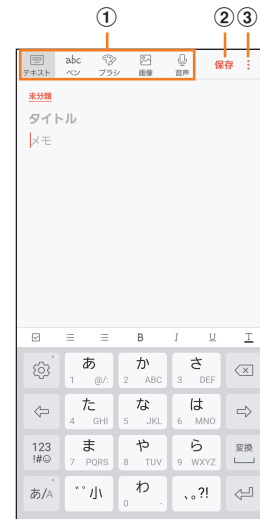 ① ② ③
abc 保存
テキスト ペン ブラシ 画像 音声
未分類
タイトル
メモ
B I U T
あ か さ
1 @/: 2 ABC 3 DEF
た な は
4 GHI 5 JKL 6 MNO
123 ま や ら 変換
!#☺ 7 PQRS 8 TUV 9 WXYZ
あ/A ゛゜小 わ 、。?!
0 -